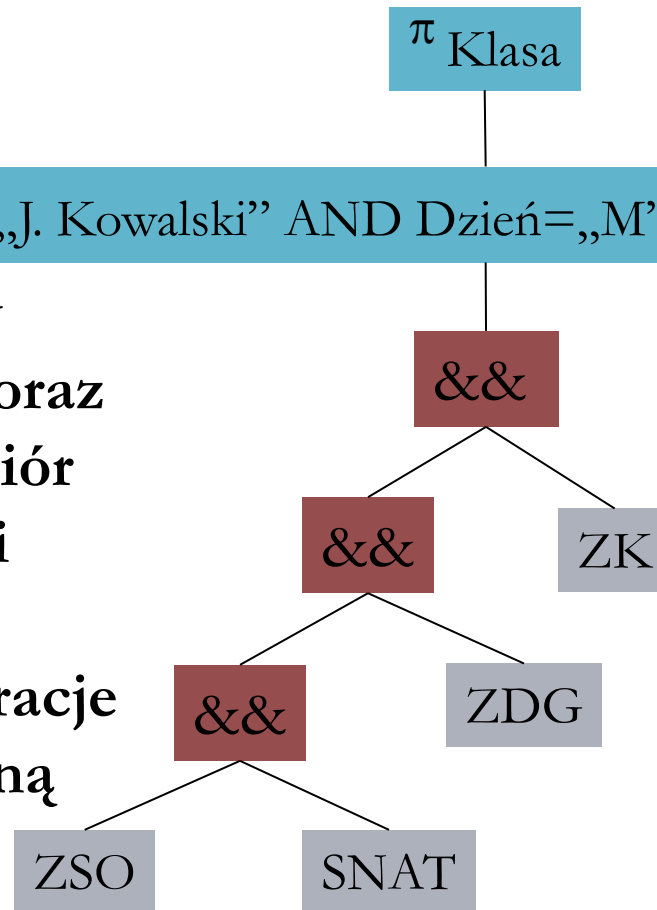 π Klasa
„J. Kowalski” AND Dzień=„M”
&&
oraz
iór
&&
i
ZK
racje
&&
ZDG
ną
ZSO
SNAT